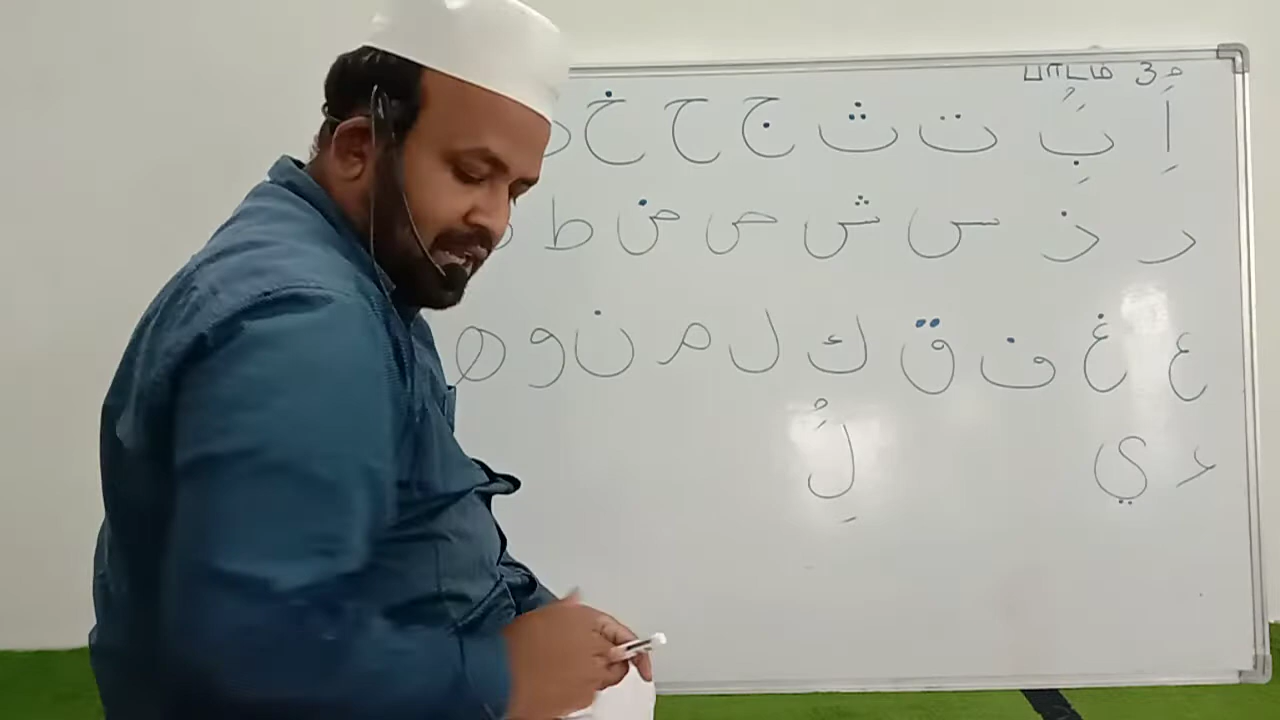 பாடம் 3
اَُِ بَُِ ت ث ج ح خ
ر ز س ش ص ض ط
ع غ ف ق ك ل م ن و ه
ء ي لَُِ